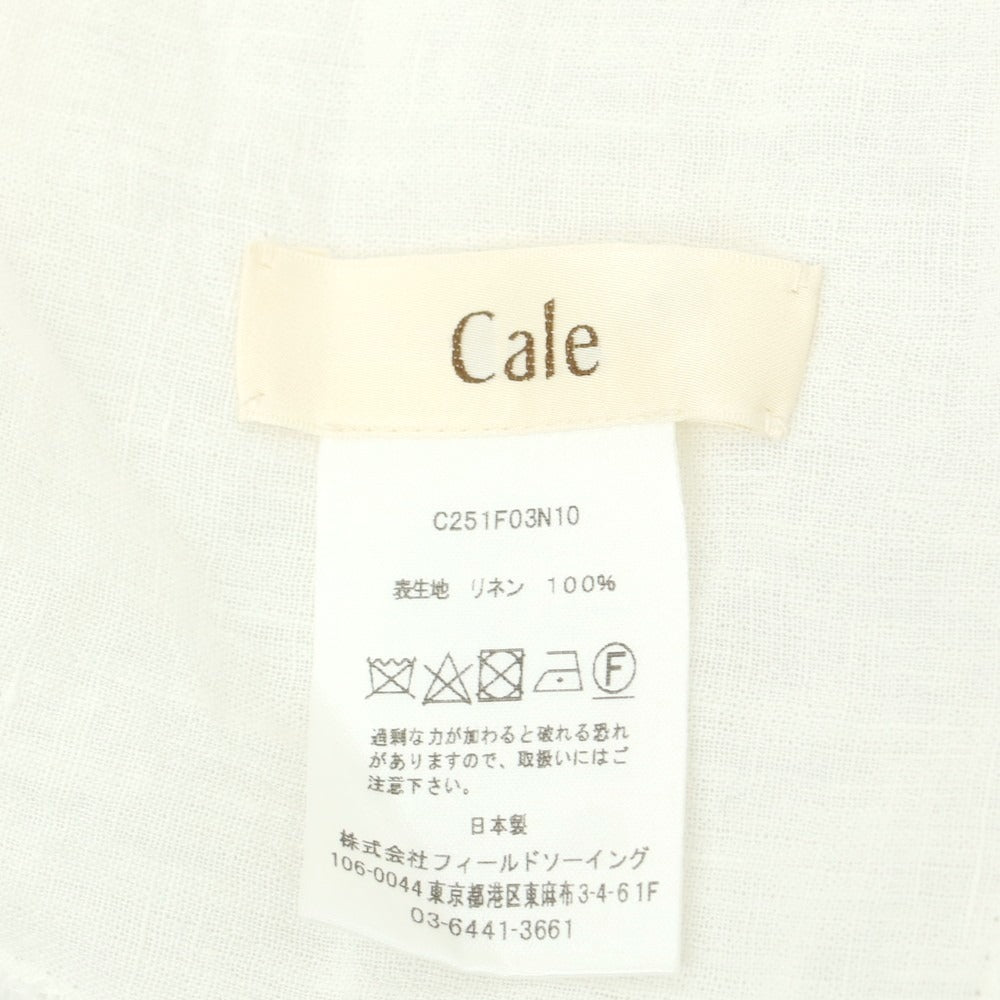 Cale
C251F03N10
表生地 リネン 100%
F
過剰な力が加わると破れる恐れ
がありますので、取扱いにはご
注意下さい。
日本製
株式会社フィールドソーイング
106-0044 東京都港区東麻布3-4-6 1F
03-6441-3661